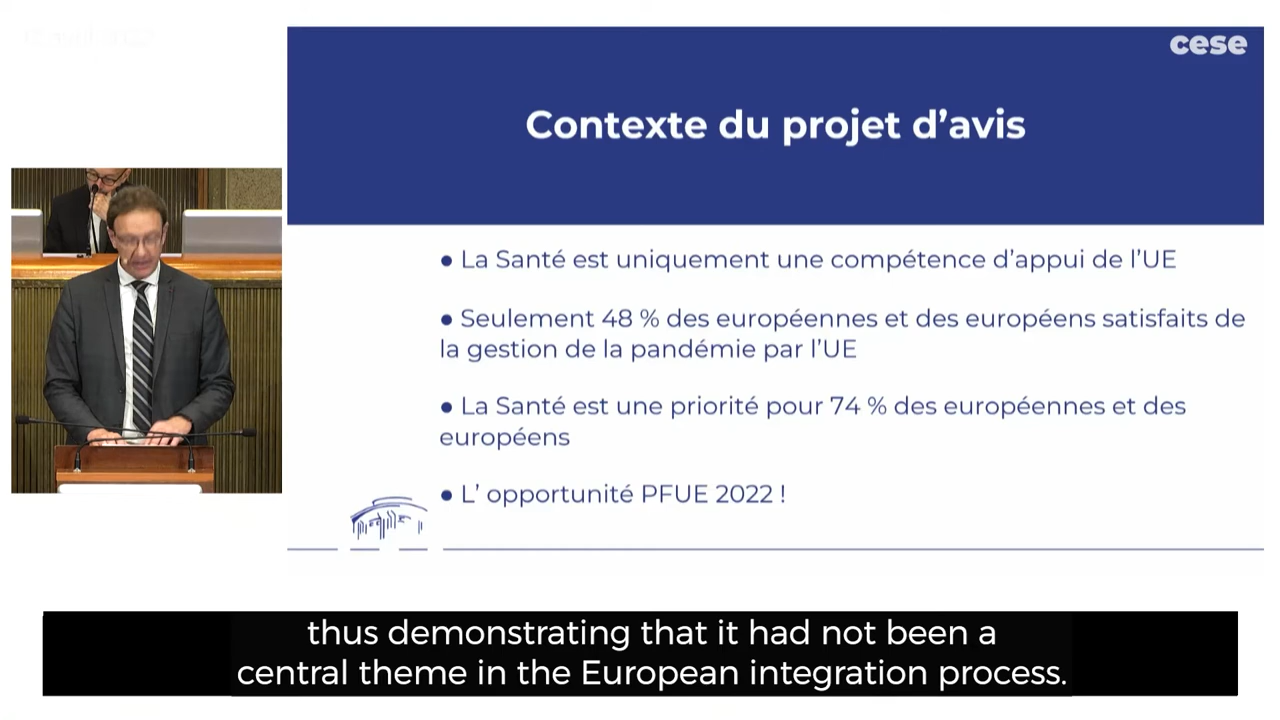 cese
Contexte du projet d'avis
● La Santé est uniquement une compétence d'appui de l'UE
● Seulement 48 % des européennes et des européens satisfaits de
la gestion de la pandémie par l'UE
● La Santé est une priorité pour 74 % des européennes et des
européens
● L' opportunité PFUE 2022 !
thus demonstrating that it had not been a
central theme in the European integration process.